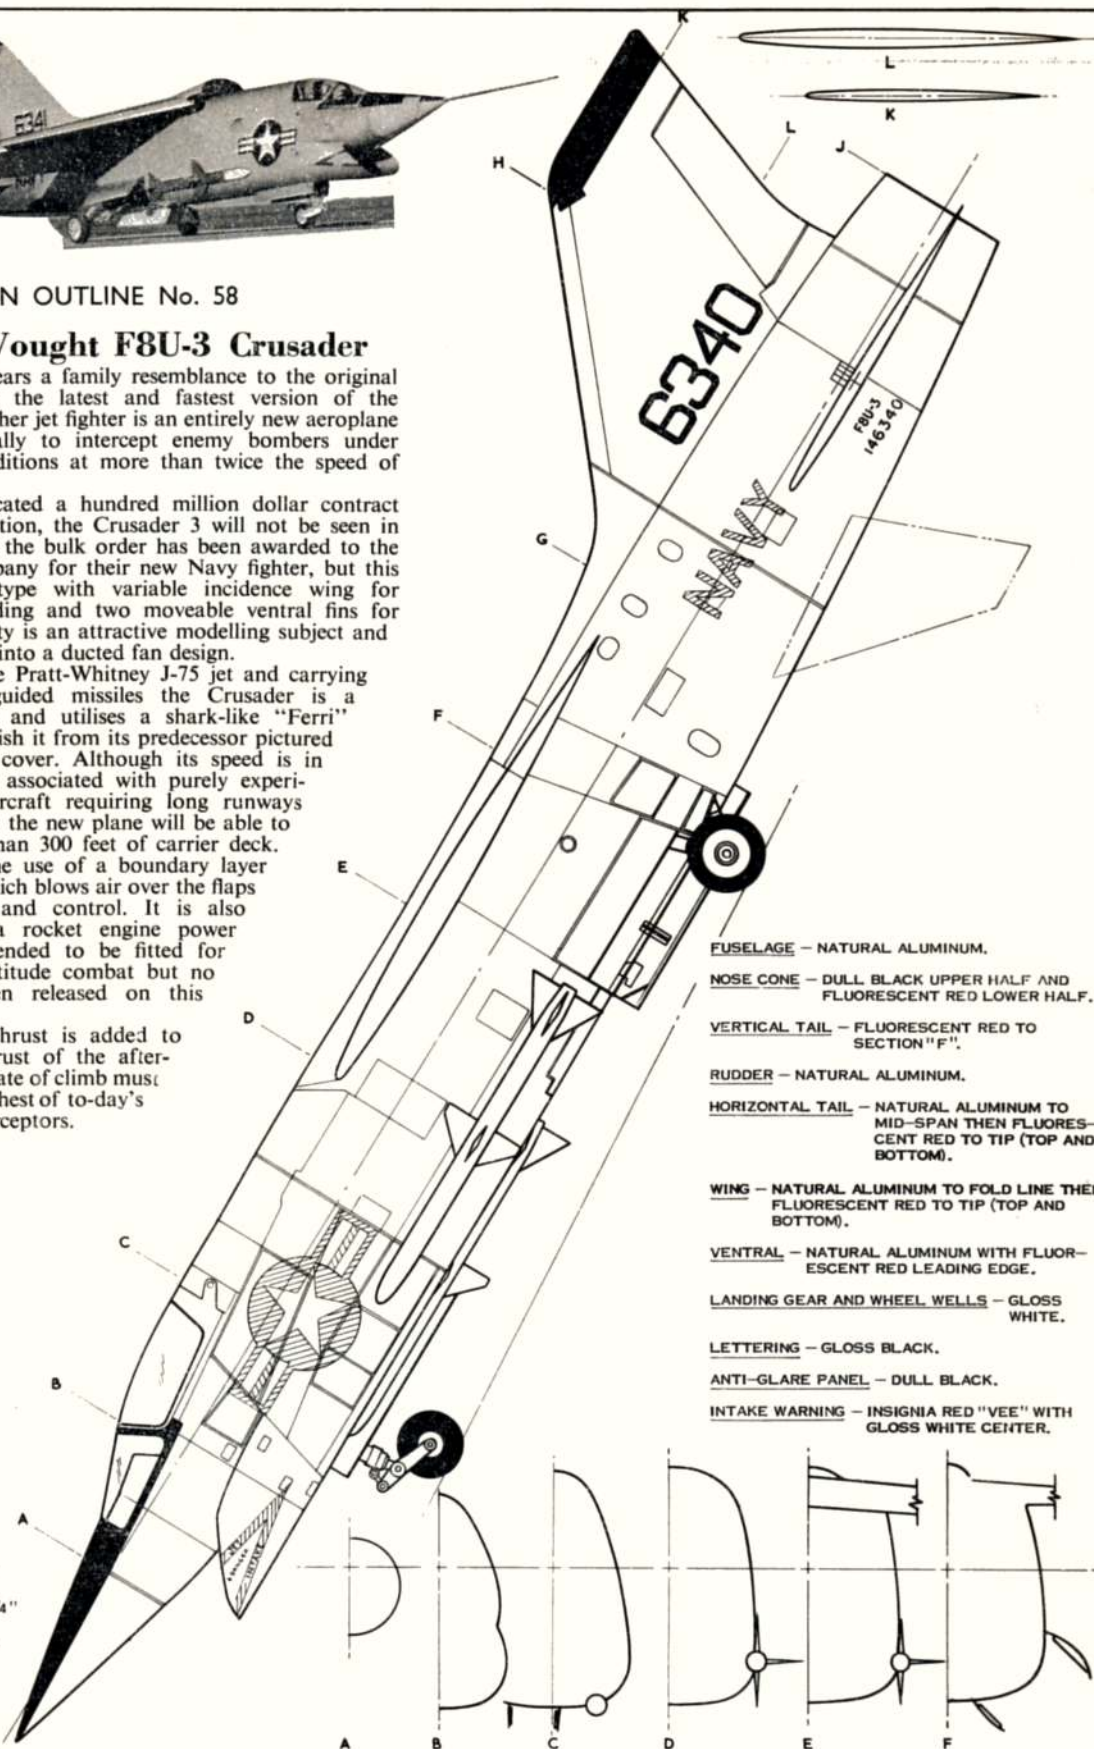 6341
NAVY
N OUTLINE No. 58
Vought F8U-3 Crusader
ears a family resemblance to the original
the latest and fastest version of the
her jet fighter is an entirely new aeroplane
ally to intercept enemy bombers under
ditions at more than twice the speed of
cated a hundred million dollar contract
tion, the Crusader 3 will not be seen in
the bulk order has been awarded to the
pany for their new Navy fighter, but this
type with variable incidence wing for
ding and two moveable ventral fins for
ty is an attractive modelling subject and
into a ducted fan design.
e Pratt-Whitney J-75 jet and carrying
guided missiles the Crusader is a
and utilises a shark-like "Ferri"
ish it from its predecessor pictured
cover. Although its speed is in
associated with purely experi-
rcraft requiring long runways
the new plane will be able to
han 300 feet of carrier deck.
he use of a boundary layer
ich blows air over the flaps
and control. It is also
a rocket engine power
ended to be fitted for
titude combat but no
en released on this
hrust is added to
rust of the after-
ate of climb must
hest of to-day's
ceptors.
K
L
K
L
J
H
6340
F8U-3
146340
NAVY
G
F
E
D
C
B
A
4"
FUSELAGE – NATURAL ALUMINUM.
NOSE CONE – DULL BLACK UPPER HALF AND
FLUORESCENT RED LOWER HALF.
VERTICAL TAIL – FLUORESCENT RED TO
SECTION "F".
RUDDER – NATURAL ALUMINUM.
HORIZONTAL TAIL – NATURAL ALUMINUM TO
MID-SPAN THEN FLUORES–
CENT RED TO TIP (TOP AND
BOTTOM).
WING – NATURAL ALUMINUM TO FOLD LINE THE
FLUORESCENT RED TO TIP (TOP AND
BOTTOM).
VENTRAL – NATURAL ALUMINUM WITH FLUOR–
ESCENT RED LEADING EDGE.
LANDING GEAR AND WHEEL WELLS – GLOSS
WHITE.
LETTERING – GLOSS BLACK.
ANTI-GLARE PANEL – DULL BLACK.
INTAKE WARNING – INSIGNIA RED "VEE" WITH
GLOSS WHITE CENTER.
A
B
C
D
E
F